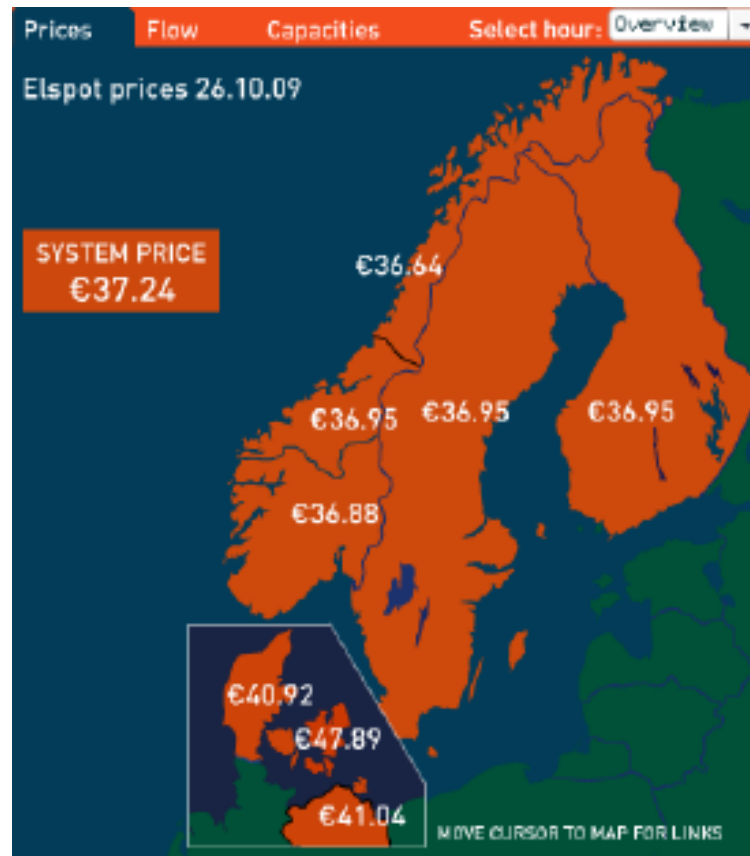 Prices Flow Capacities Select hour: Overview
Elspot prices 26.10.09
SYSTEM PRICE
€37.24
€36.64
€36.95 €36.95 €36.95
€36.88
€40.92
€47.89
€41.04
MOVE CURSOR TO MAP FOR LINKS